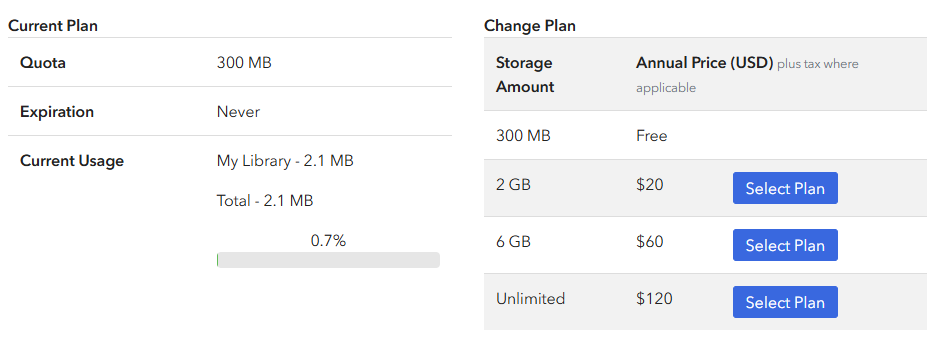 Current Plan
Quota 300 MB
Expiration Never
Current Usage My Library - 2.1 MB
Total - 2.1 MB
0.7%
Change Plan
Storage Amount Annual Price (USD) plus tax where applicable
300 MB Free
2 GB $20 Select Plan
6 GB $60 Select Plan
Unlimited $120 Select Plan